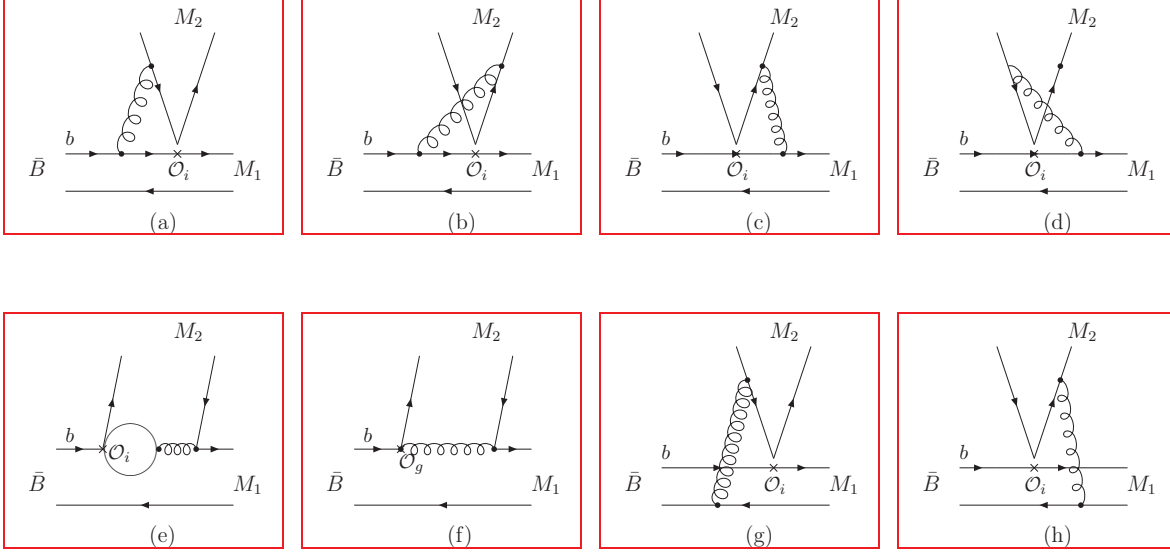 M₂ M₂ M₂ M₂
b b b b
B̄ 𝒪ᵢ M₁ B̄ 𝒪ᵢ M₁ B̄ 𝒪ᵢ M₁ B̄ 𝒪ᵢ M₁
(a) (b) (c) (d)
M₂ M₂ M₂ M₂
b 𝒪ᵢ b 𝒪g b 𝒪ᵢ b 𝒪ᵢ
B̄ M₁ B̄ M₁ B̄ M₁ B̄ M₁
(e) (f) (g) (h)